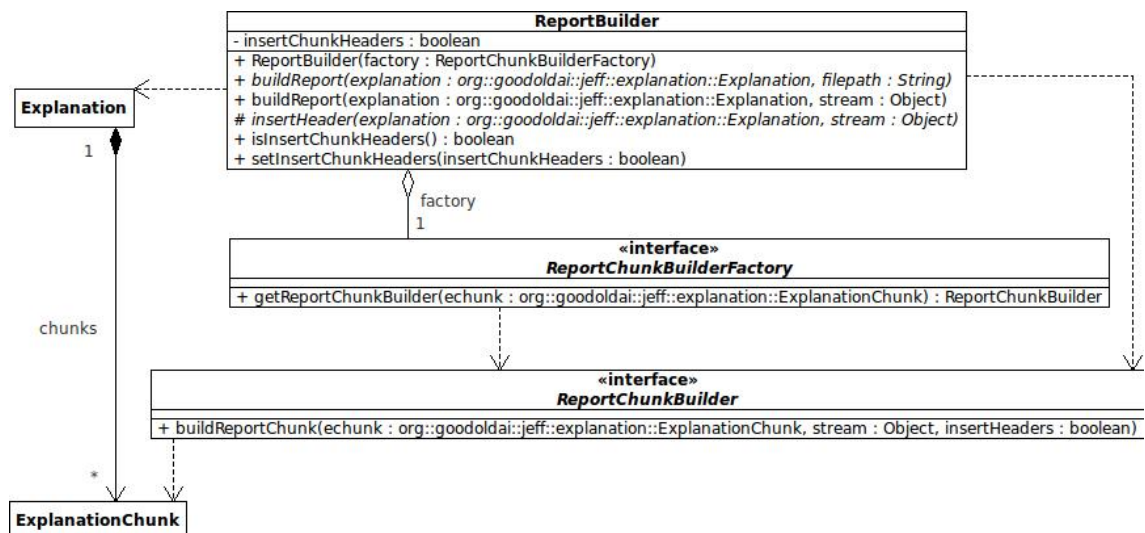 ReportBuilder
- insertChunkHeaders : boolean
+ ReportBuilder(factory : ReportChunkBuilderFactory)
+ buildReport(explanation : org::goodoldai::jeff::explanation::Explanation, filepath : String)
+ buildReport(explanation : org::goodoldai::jeff::explanation::Explanation, stream : Object)
# insertHeader(explanation : org::goodoldai::jeff::explanation::Explanation, stream : Object)
+ isInsertChunkHeaders() : boolean
+ setInsertChunkHeaders(insertChunkHeaders : boolean)
Explanation
1
factory
1
«interface»
ReportChunkBuilderFactory
+ getReportChunkBuilder(echunk : org::goodoldai::jeff::explanation::ExplanationChunk) : ReportChunkBuilder
chunks
«interface»
ReportChunkBuilder
+ buildReportChunk(echunk : org::goodoldai::jeff::explanation::ExplanationChunk, stream : Object, insertHeaders : boolean)
*
ExplanationChunk